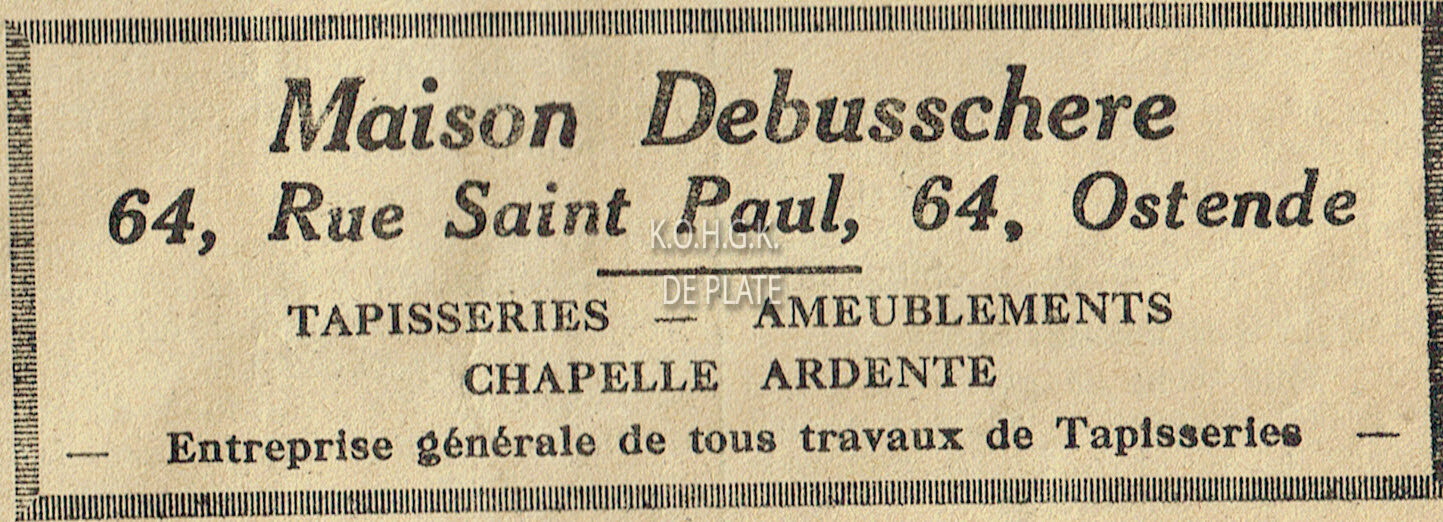 Maison Debusschere
64, Rue Saint Paul, 64, Ostende
K.O.H.G.K.
DE PLATE
TAPISSERIES — AMEUBLEMENTS
CHAPELLE ARDENTE
— Entreprise générale de tous travaux de Tapisseries —